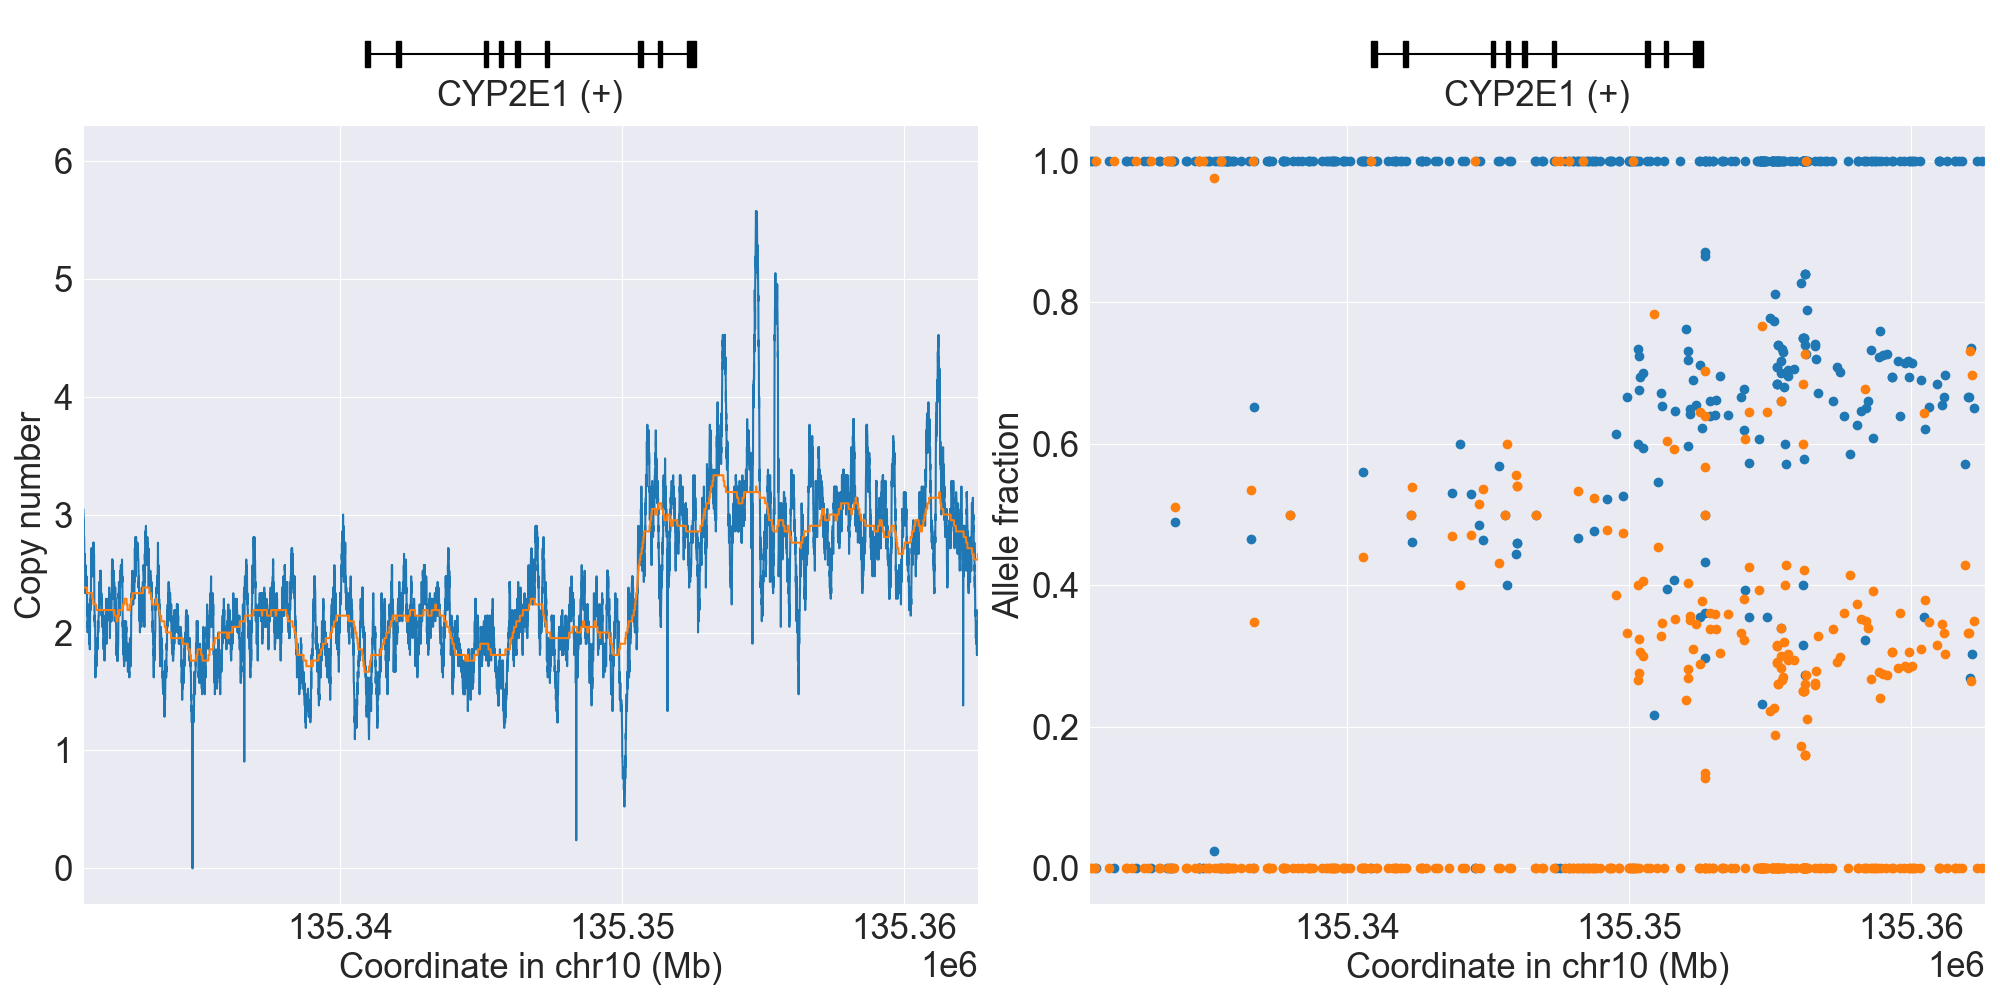 CYP2E1 (+)
6
5
4
3
2
1
0
Copy number
135.34
135.35
135.36
Coordinate in chr10 (Mb)
1e6
CYP2E1 (+)
1.0
0.8
0.6
0.4
0.2
0.0
Allele fraction
135.34
135.35
135.36
Coordinate in chr10 (Mb)
1e6